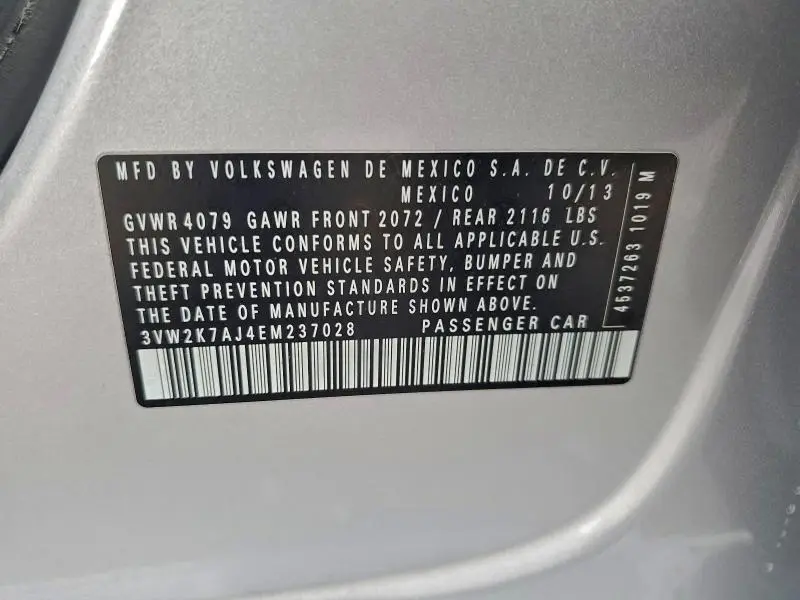 MFD BY VOLKSWAGEN DE MEXICO S.A. DE C.V.
MEXICO 10/13
GVWR 4079 GAWR FRONT 2072 / REAR 2116 LBS
THIS VEHICLE CONFORMS TO ALL APPLICABLE U.S.
FEDERAL MOTOR VEHICLE SAFETY, BUMPER AND
THEFT PREVENTION STANDARDS IN EFFECT ON
THE DATE OF MANUFACTURE SHOWN ABOVE.
3VW2K7AJ4EM237028 PASSENGER CAR
4637263 1019 M